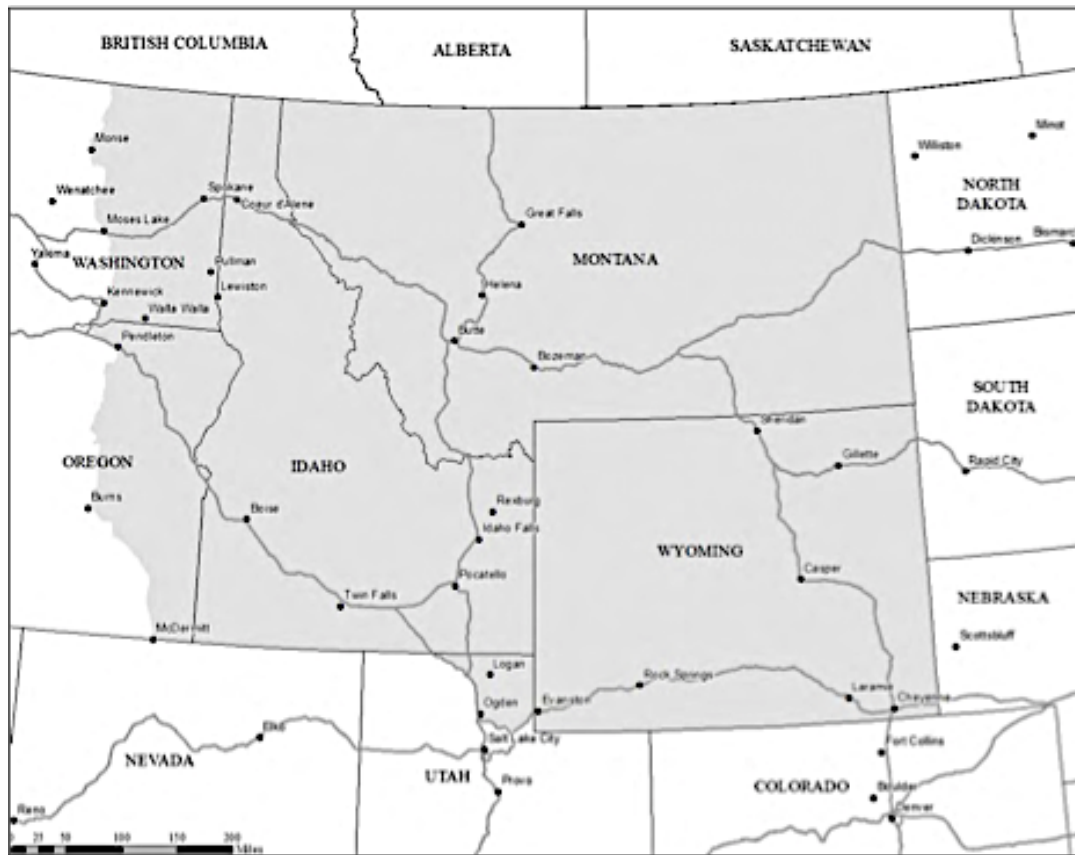 BRITISH COLUMBIA
ALBERTA
SASKATCHEWAN
Monse
Minot
Williston
Wenatchee
Spokane
Coeur d'Alene
NORTH
DAKOTA
Great Falls
Moses Lake
Bismarc
Dickinson
Yakima
WASHINGTON
Pullman
MONTANA
Kennewick
Lewiston
Helena
Walla Walla
Pendleton
Butte
Bozeman
SOUTH
DAKOTA
Sheridan
OREGON
IDAHO
Gillette
Rapid City
Burns
Rexburg
Boise
Idaho Falls
WYOMING
Pocatello
Casper
Twin Falls
NEBRASKA
McDermitt
Scottsbluff
Logan
Rock Springs
Evanston
Laramie
Cheyenne
Ogden
Elko
Salt Lake City
Fort Collins
NEVADA
UTAH
Provo
COLORADO
Boulder
Reno
Denver
0 25 50 100 150 200
Miles